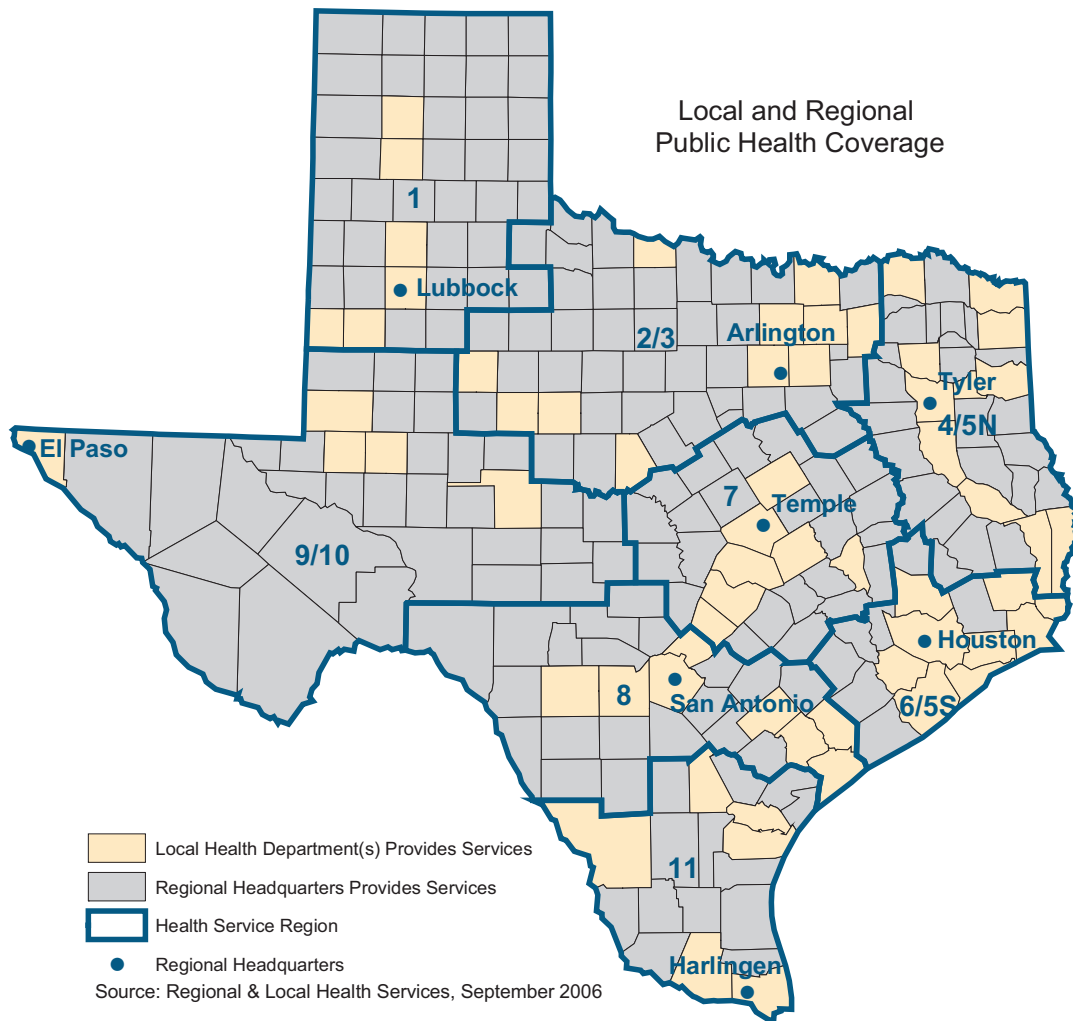 Local and Regional
Public Health Coverage
1
Lubbock
2/3
Arlington
Tyler
4/5N
El Paso
7
Temple
9/10
Houston
8
San Antonio
6/5S
11
Harlingen
Local Health Department(s) Provides Services
Regional Headquarters Provides Services
Health Service Region
Regional Headquarters
Source: Regional & Local Health Services, September 2006